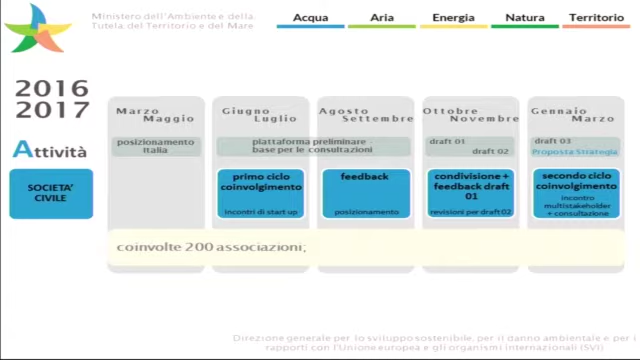 Ministero dell'Ambiente e della
Tutela del Territorio e del Mare
Acqua
Aria
Energia
Natura
Territorio
2016
2017
Marzo
Maggio
Giugno
Luglio
Agosto
Settembre
Ottobre
Novembre
Gennaio
Marzo
Attività
posizionamento
Italia
plattaforma preliminare
base per le consultazioni
draft 01
draft 02
draft 03
Proposta Strategia
SOCIETA'
CIVILE
primo ciclo
coinvolgimento
incontri di start up
feedback
posizionamento
condivisione +
feedback draft
01
revisioni per draft 02
secondo ciclo
coinvolgimento
incontro
multistakeholder
+ consultazione
coinvolte 200 associazioni;
Direzione generale per lo sviluppo sostenibile, per il danno ambientale e per i
rapporti con l'Unione europea e gli organismi internazionali (SVI)